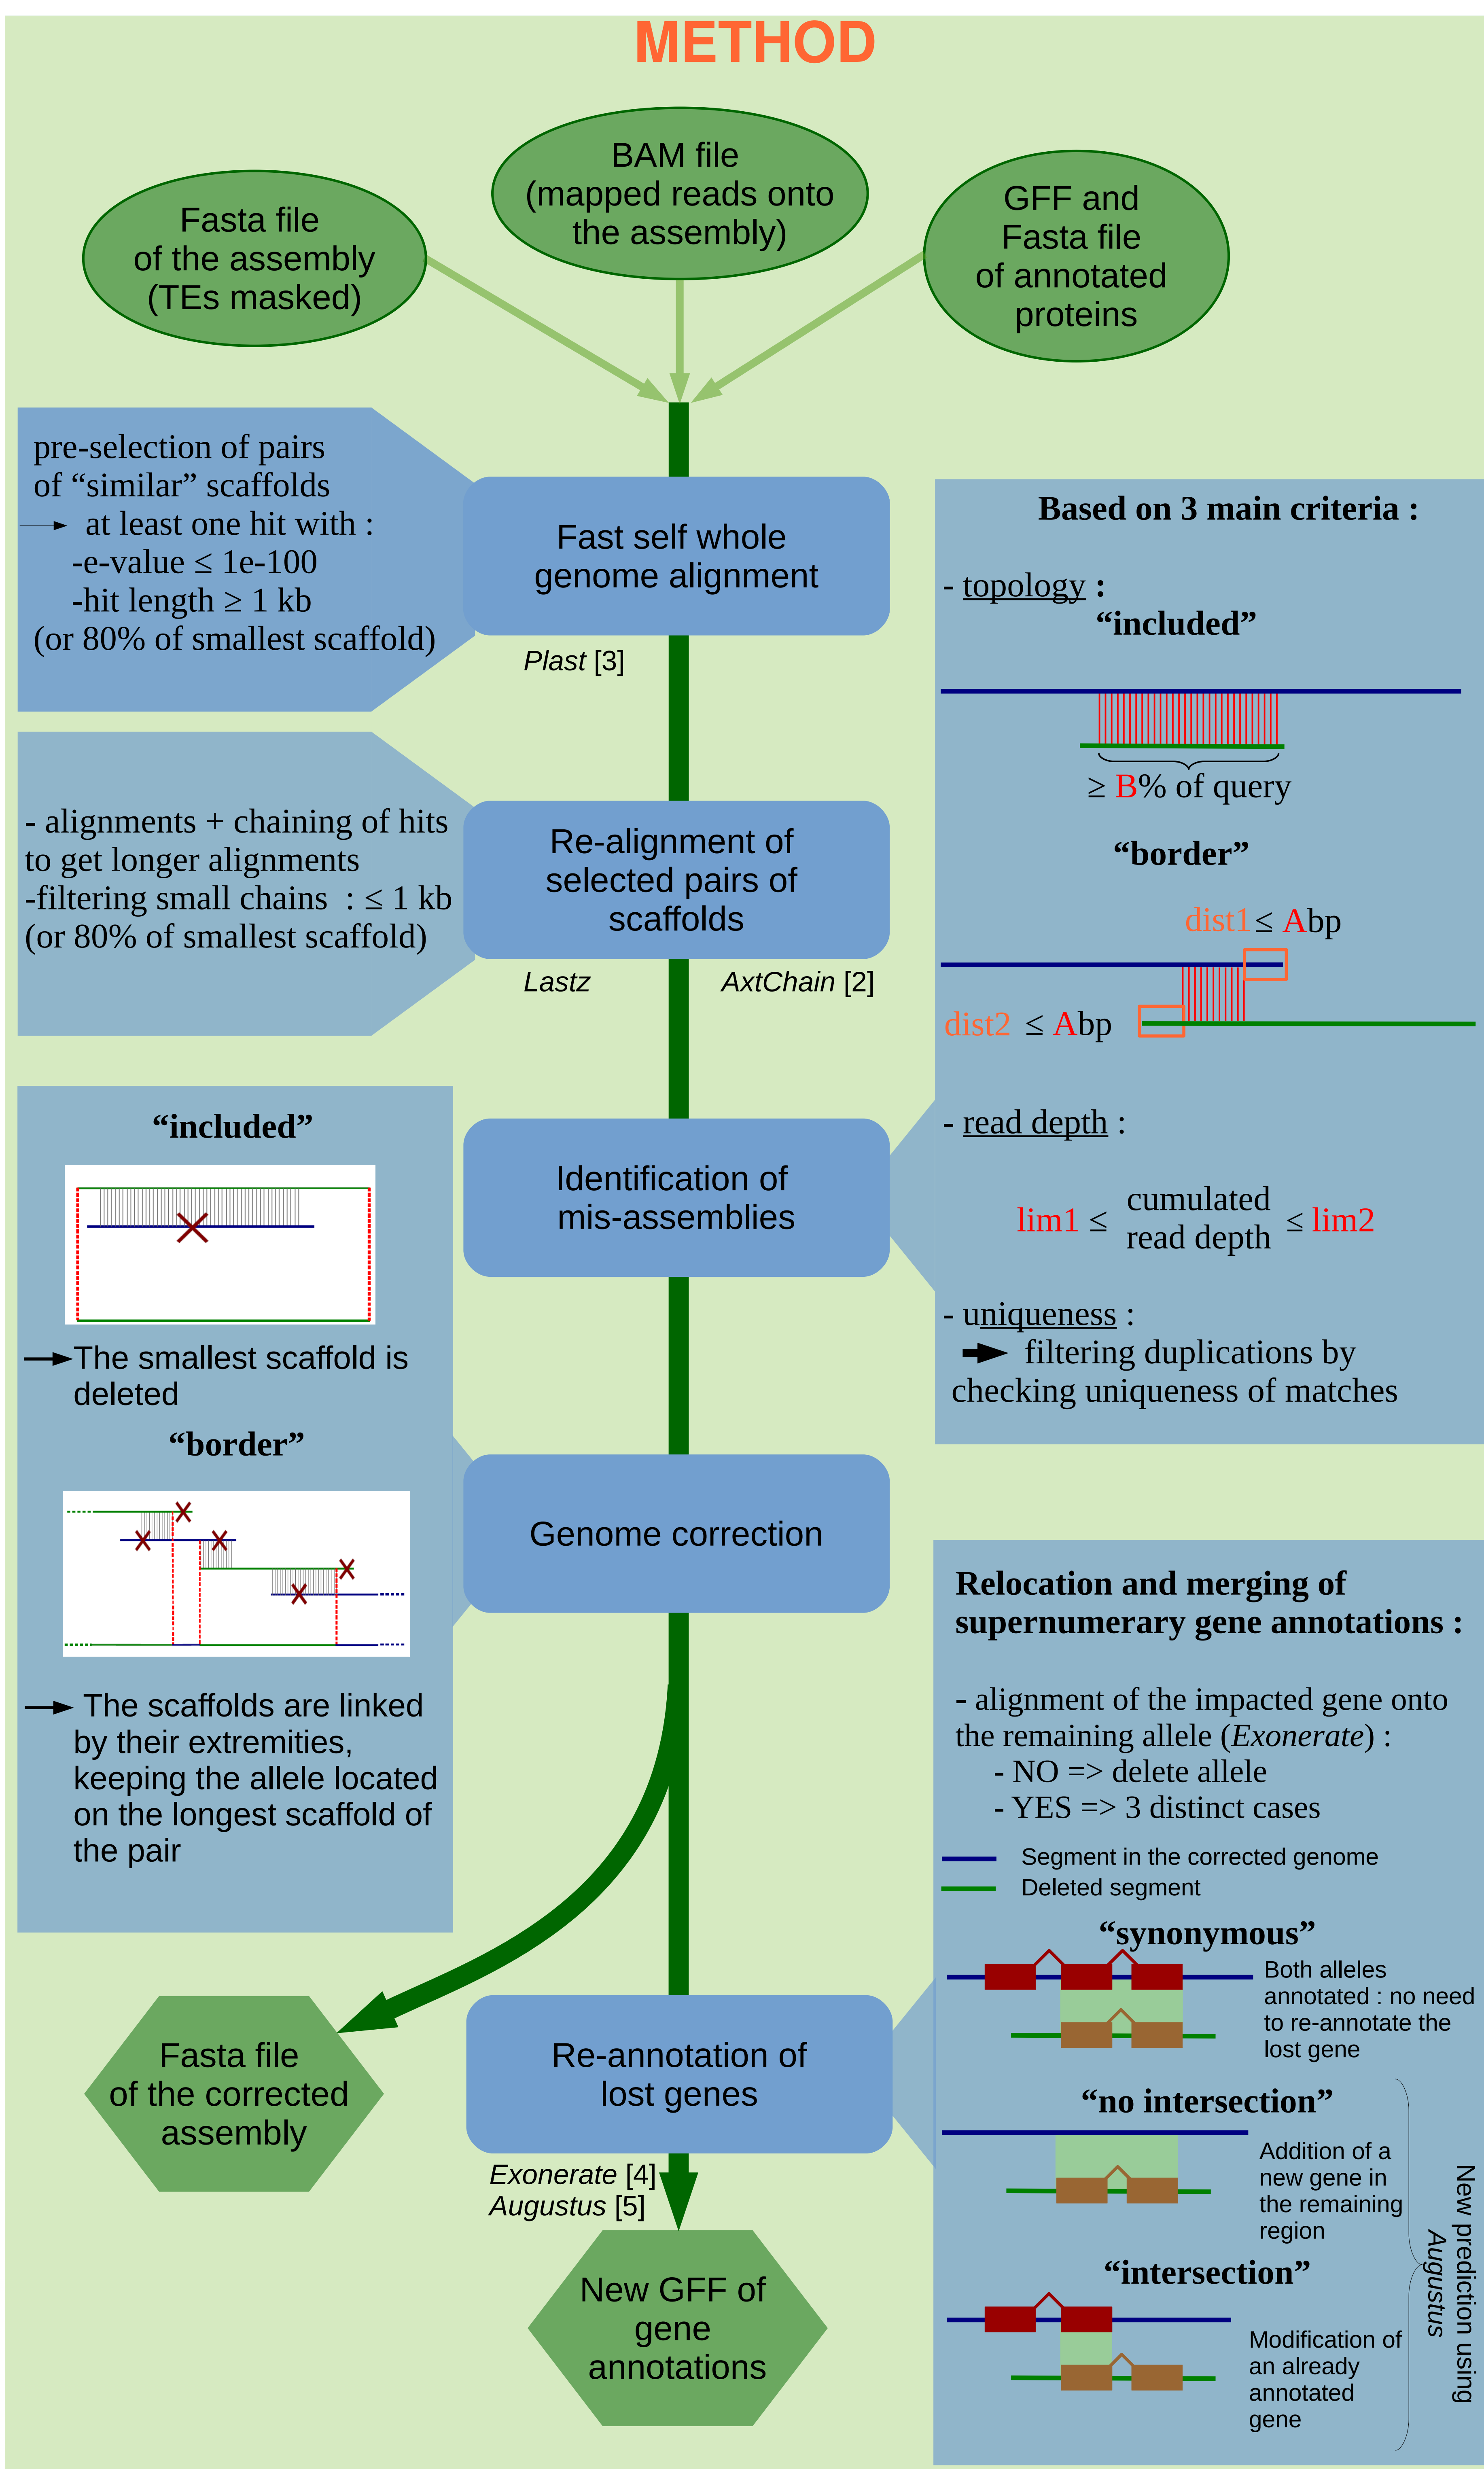 METHOD
Fasta file
of the assembly
(TEs masked)
BAM file
(mapped reads onto
the assembly)
GFF and
Fasta file
of annotated
proteins
pre-selection of pairs
of “similar” scaffolds
at least one hit with :
-e-value ≤ 1e-100
-hit length ≥ 1 kb
(or 80% of smallest scaffold)
Fast self whole
genome alignment
Plast [3]
- alignments + chaining of hits
to get longer alignments
-filtering small chains : ≤ 1 kb
(or 80% of smallest scaffold)
Re-alignment of
selected pairs of
scaffolds
Lastz
AxtChain [2]
Based on 3 main criteria :
- topology :
“included”
≥ B% of query
“border”
dist1 ≤ Abp
dist2 ≤ Abp
- read depth :
lim1 ≤ cumulated
read depth ≤ lim2
- uniqueness :
filtering duplications by
checking uniqueness of matches
Identification of
mis-assemblies
“included”
The smallest scaffold is
deleted
“border”
The scaffolds are linked
by their extremities,
keeping the allele located
on the longest scaffold of
the pair
Genome correction
Relocation and merging of
supernumerary gene annotations :
- alignment of the impacted gene onto
the remaining allele (Exonerate) :
- NO => delete allele
- YES => 3 distinct cases
Segment in the corrected genome
Deleted segment
“synonymous”
Both alleles
annotated : no need
to re-annotate the
lost gene
“no intersection”
Addition of a
new gene in
the remaining
region
“intersection”
Modification of
an already
annotated
gene
New prediction using
Augustus
Re-annotation of
lost genes
Exonerate [4]
Augustus [5]
Fasta file
of the corrected
assembly
New GFF of
gene
annotations